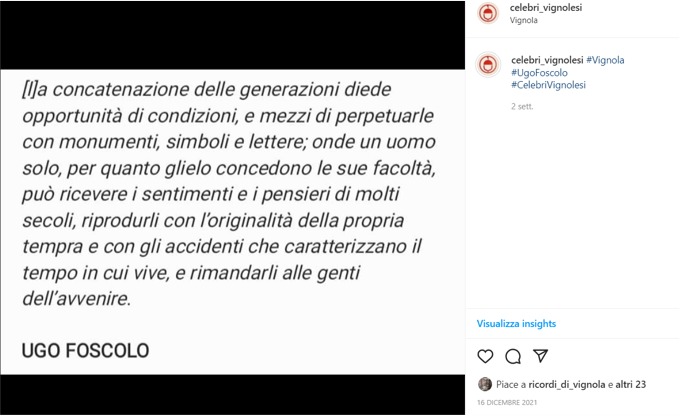 [l]a concatenazione delle generazioni diede
opportunità di condizioni, e mezzi di perpetuarle
con monumenti, simboli e lettere; onde un uomo
solo, per quanto glielo concedono le sue facoltà,
può ricevere i sentimenti e i pensieri di molti
secoli, riprodurli con l'originalità della propria
tempra e con gli accidenti che caratterizzano il
tempo in cui vive, e rimandarli alle genti
dell'avvenire.
UGO FOSCOLO
celebri_vignolesi
Vignola
celebri_vignolesi #Vignola
#UgoFoscolo
#CelebriVignolesi
2 sett.
Visualizza insights
Piace a ricordi_di_vignola e altri 23
16 DICEMBRE 2021